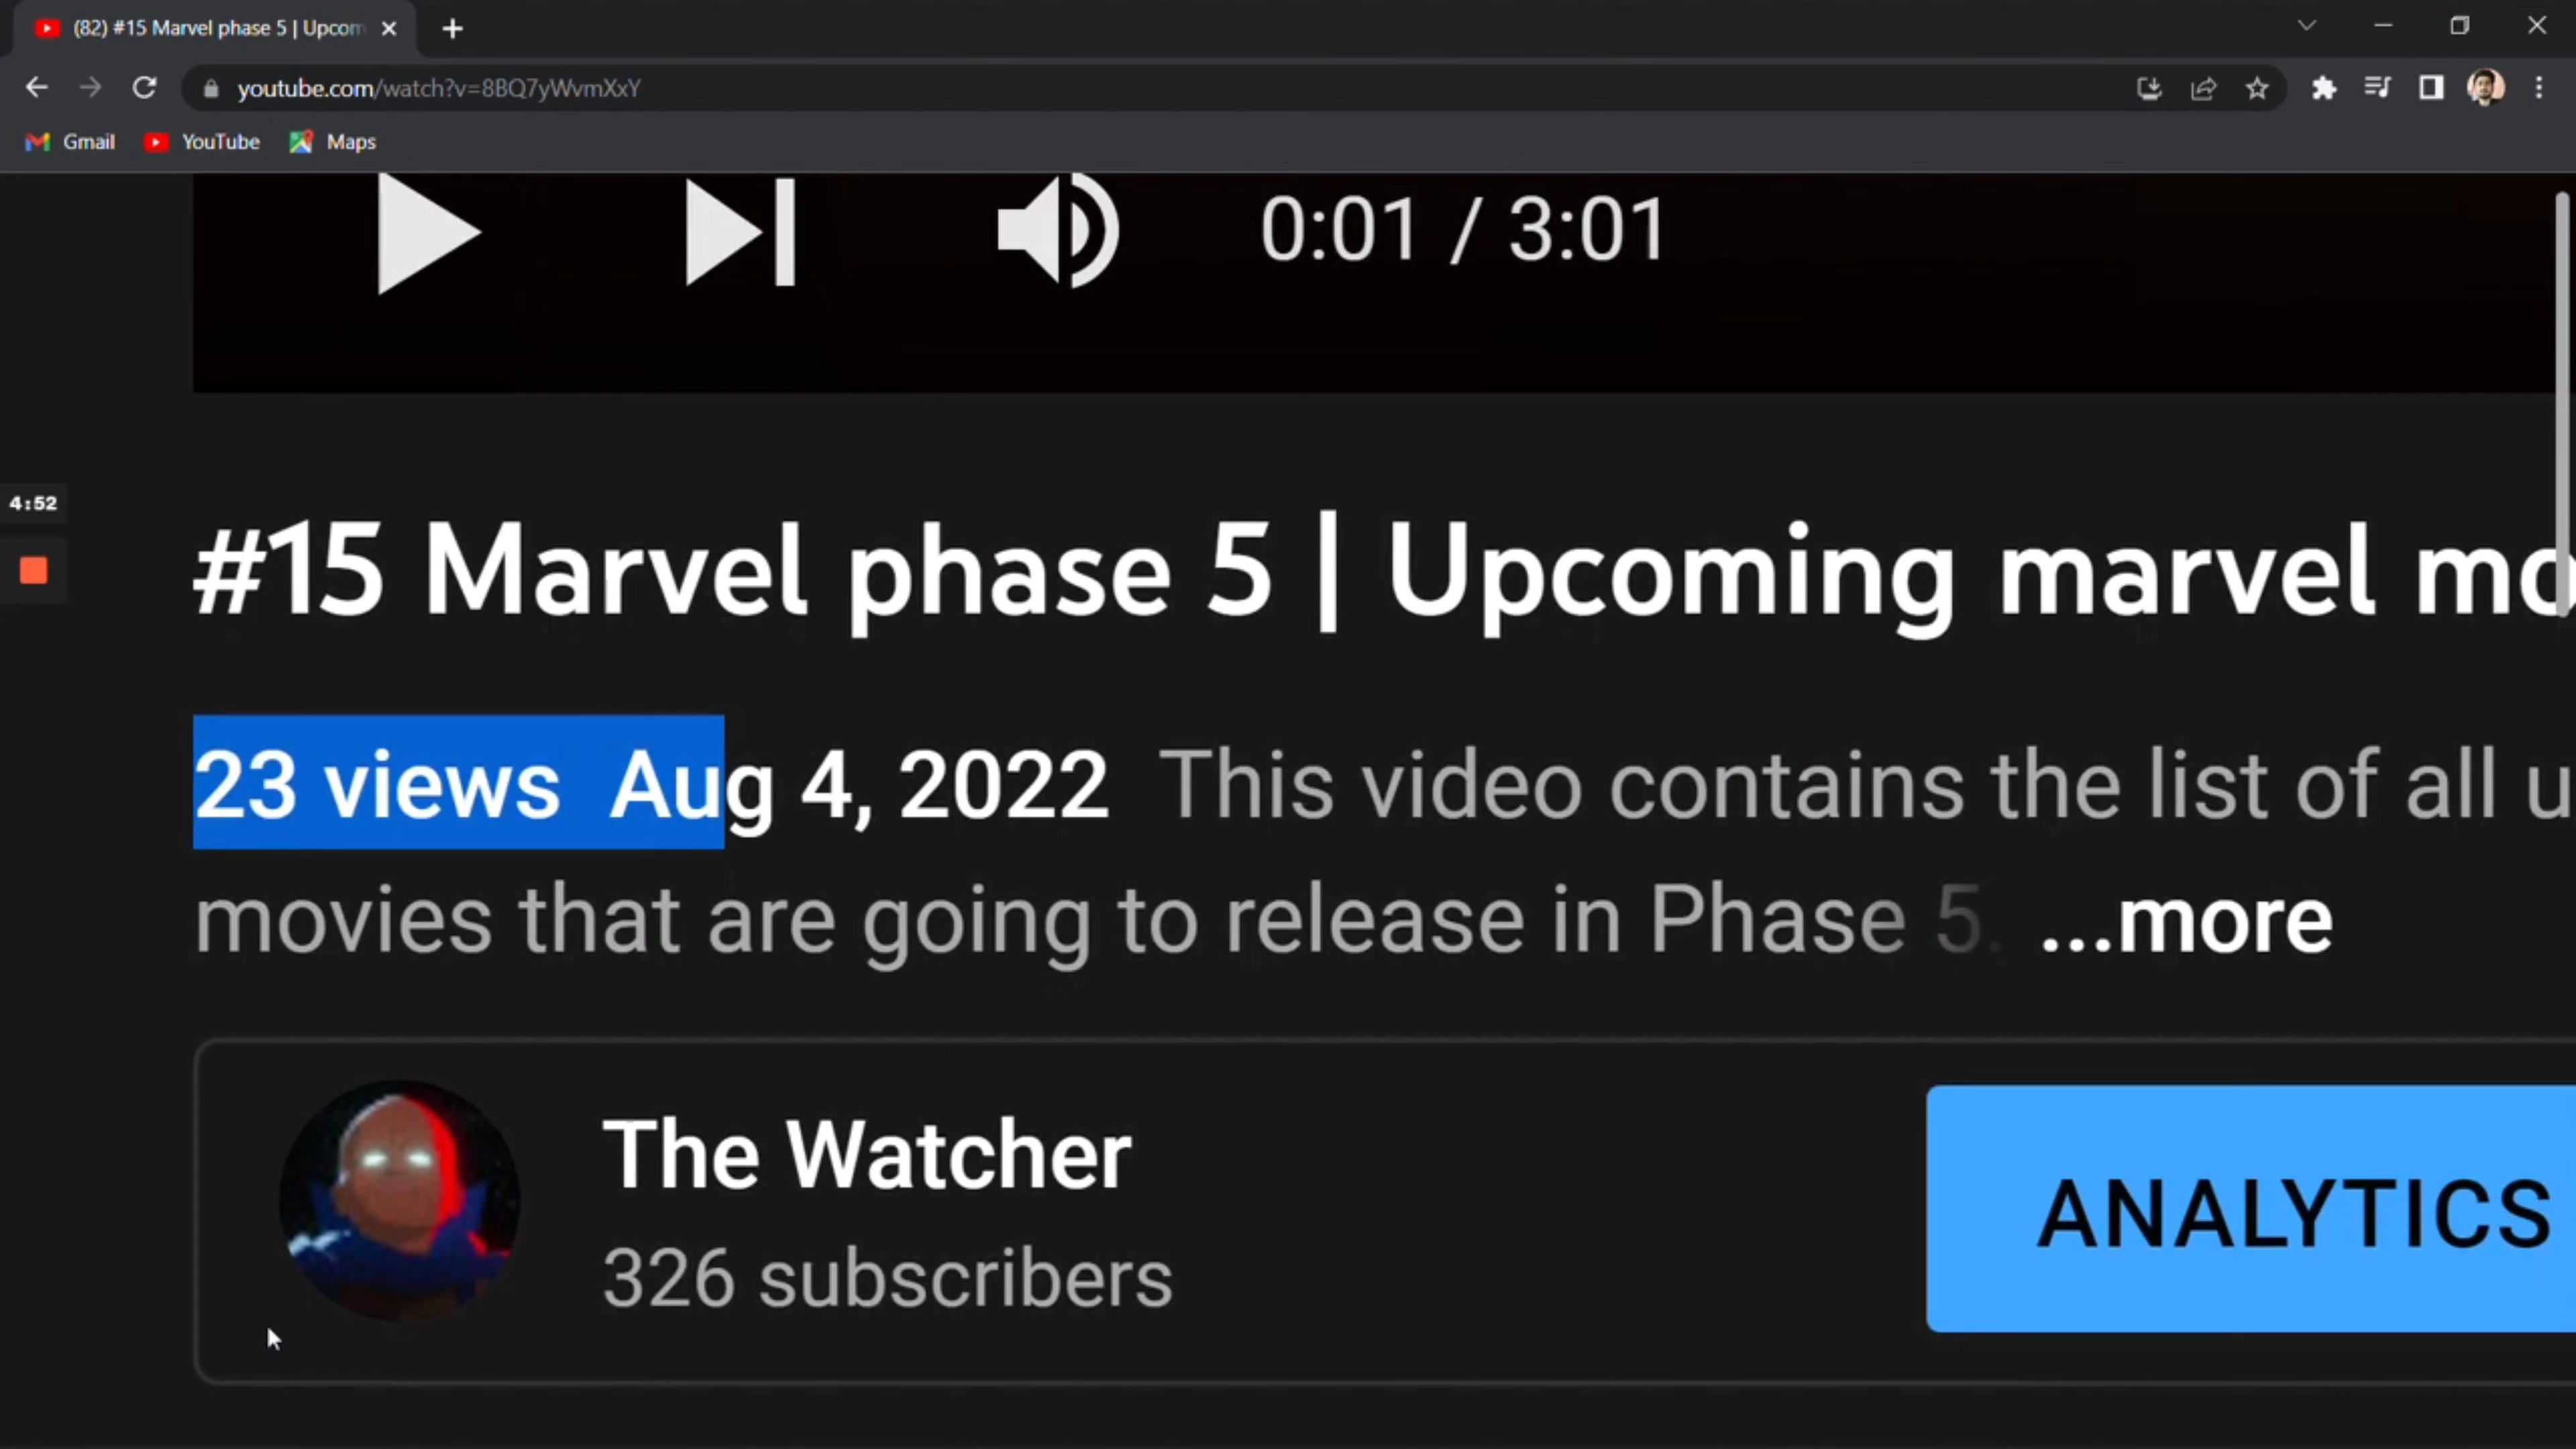 (82) #15 Marvel phase 5 | Upcom
youtube.com/watch?v=8BQ7yWvmXxY
Gmail YouTube Maps
0:01 / 3:01
4:52
#15 Marvel phase 5 | Upcoming marvel mo
23 views Aug 4, 2022 This video contains the list of all u
movies that are going to release in Phase 5. ...more
The Watcher
326 subscribers
ANALYTICS